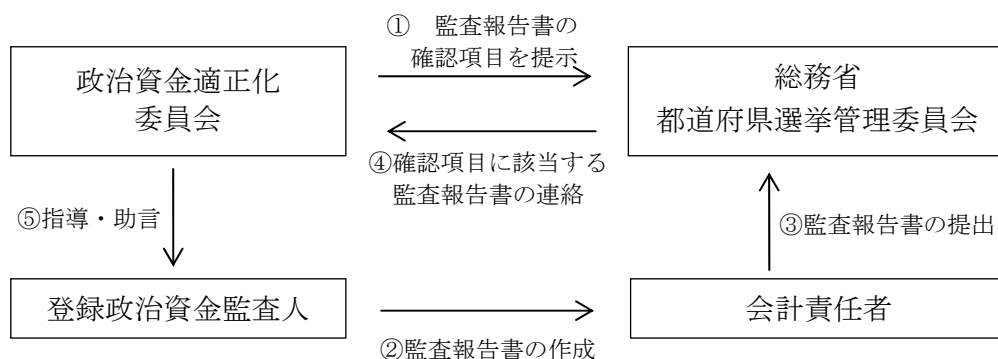 ① 監査報告書の
確認項目を提示
政治資金適正化
委員会
総務省
都道府県選挙管理委員会
④確認項目に該当する
監査報告書の連絡
⑤指導・助言
③監査報告書の提出
登録政治資金監査人
会計責任者
②監査報告書の作成